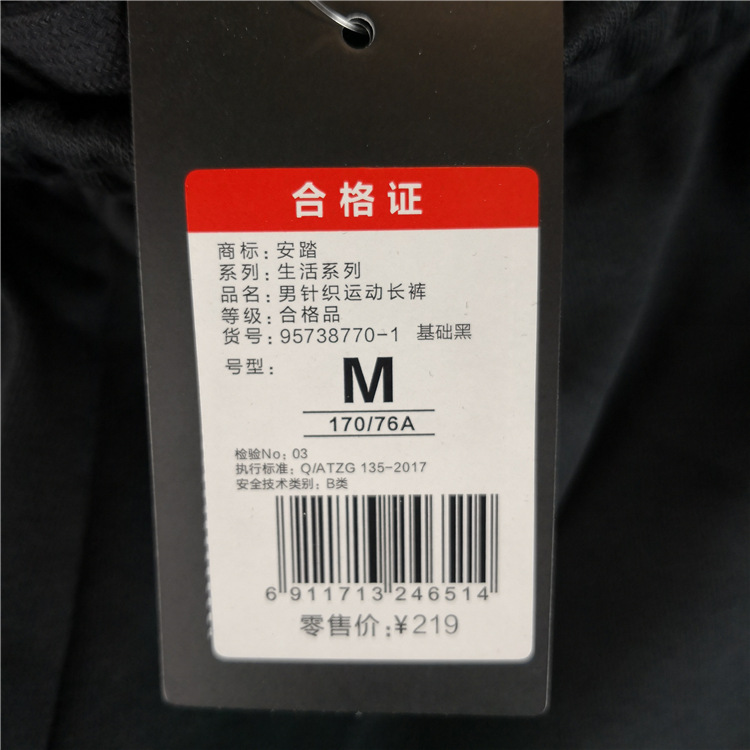 合格证
商标：安踏
系列：生活系列
品名：男针织运动长裤
等级：合格品
货号：95738770-1 基础黑
号型： M
170/76A
检验No：03
执行标准：Q/ATZG 135-2017
安全技术类别：B类
6 911713 246514
零售价：¥219